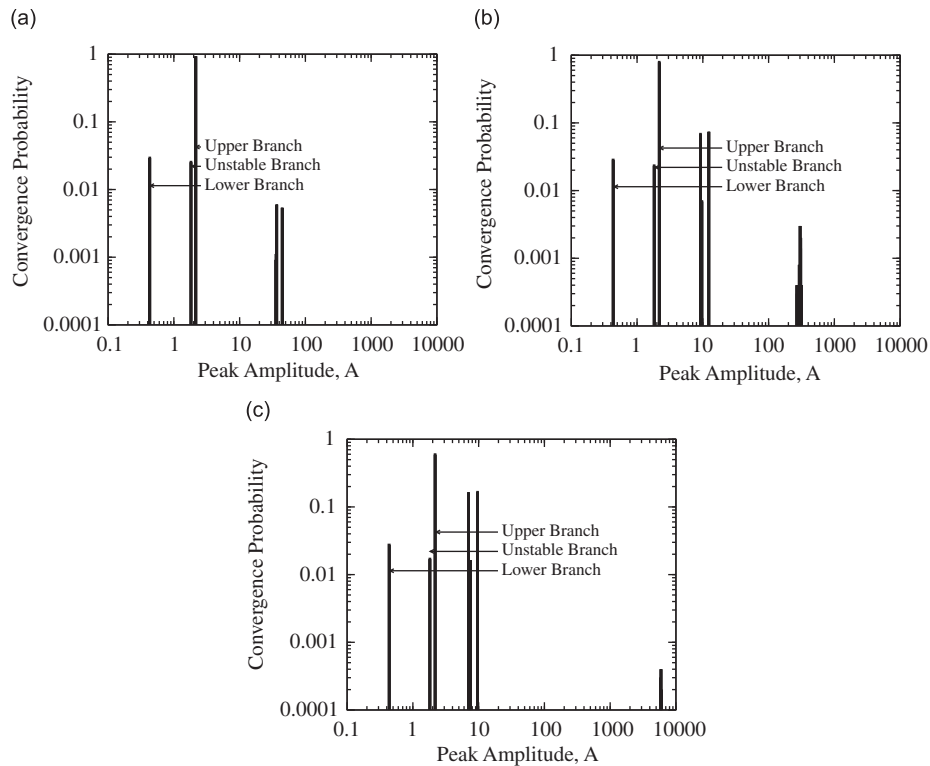 (a)
Convergence Probability
1
0.1
0.01
0.001
0.0001
Upper Branch
Unstable Branch
Lower Branch
0.1 1 10 100 1000 10000
Peak Amplitude, A
(b)
Convergence Probability
1
0.1
0.01
0.001
0.0001
Upper Branch
Unstable Branch
Lower Branch
0.1 1 10 100 1000 10000
Peak Amplitude, A
(c)
Convergence Probability
1
0.1
0.01
0.001
0.0001
Upper Branch
Unstable Branch
Lower Branch
0.1 1 10 100 1000 10000
Peak Amplitude, A